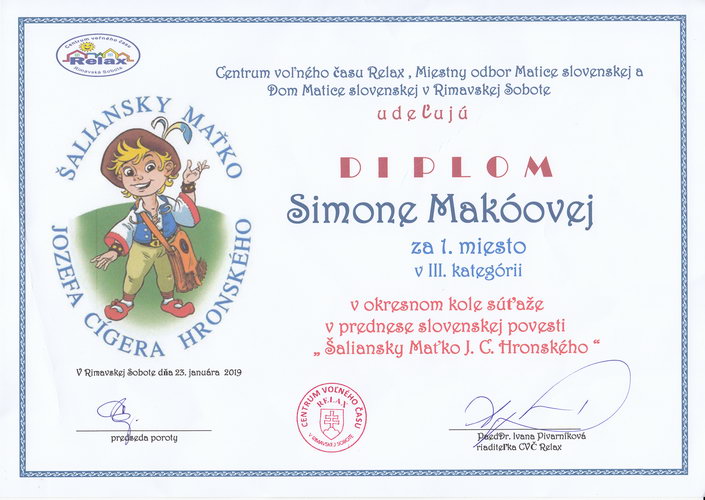 Centrum voľného času
Relax
Rimavská Sobota
Centrum voľného času Relax , Miestny odbor Matice slovenskej a
Dom Matice slovenskej v Rimavskej Sobote
udeľujú
ŠALIANSKY MAŤKO
JOZEFA CÍGERA HRONSKÉHO
DIPLOM
Simone Makóovej
za 1. miesto
v III. kategórii
v okresnom kole súťaže
v prednese slovenskej povesti
„ Šaliansky Maťko J. C. Hronského “
V Rimavskej Sobote dňa 23. januára 2019
predseda poroty
CENTRUM VOĽNÉHO ČASU
RELAX
V RIMAVSKEJ SOBOTE
PaedDr. Ivana Pivarníková
riaditeľka CVČ Relax